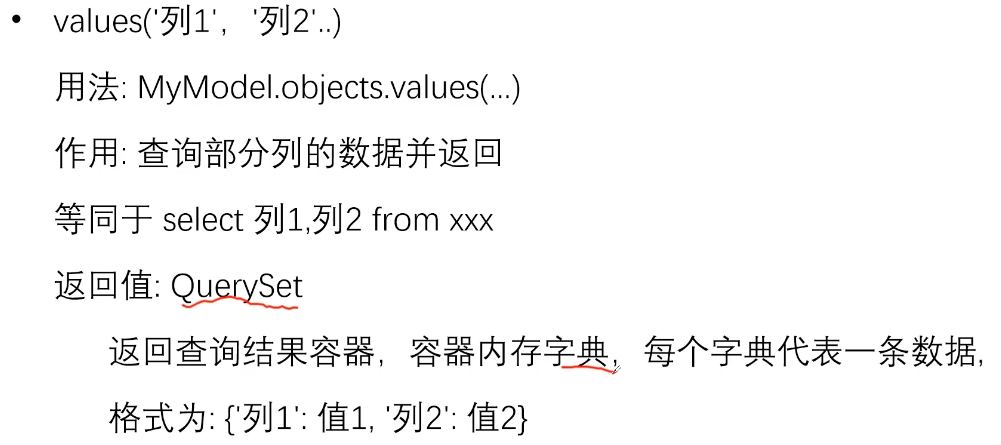 • values('列1', '列2'..)
用法: MyModel.objects.values(...)
作用: 查询部分列的数据并返回
等同于 select 列1,列2 from xxx
返回值: QuerySet
返回查询结果容器，容器内存字典，每个字典代表一条数据,
格式为: {'列1': 值1, '列2': 值2}